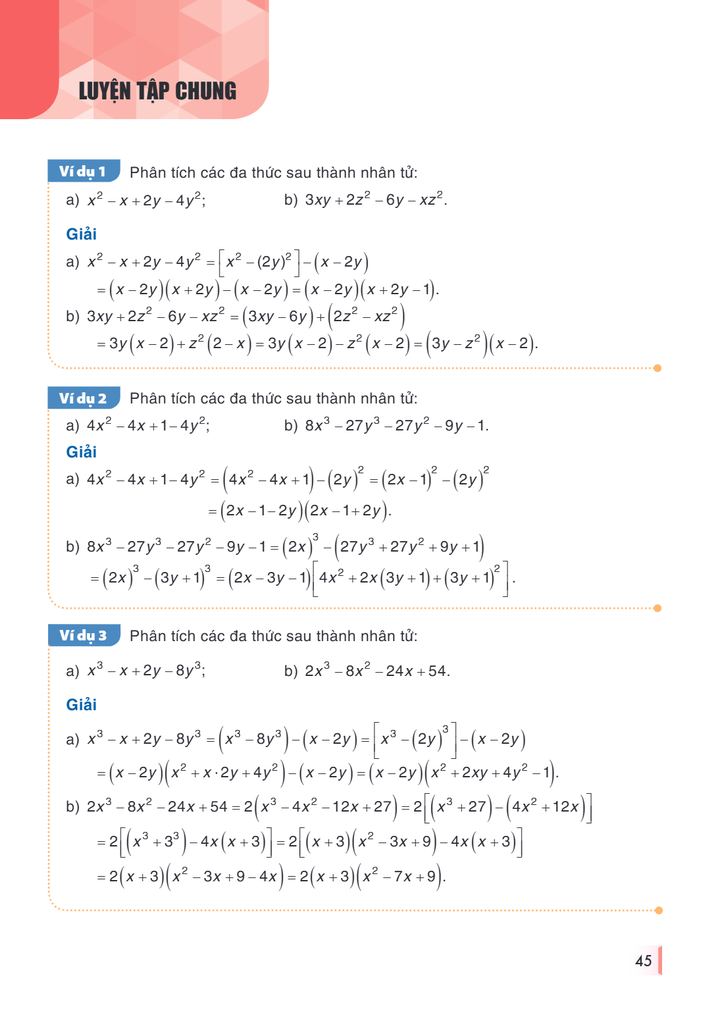 LUYỆN TẬP CHUNG
Ví dụ 1 Phân tích các đa thức sau thành nhân tử:
a) x² − x + 2y − 4y²; b) 3xy + 2z² − 6y − xz².
Giải
a) x² − x + 2y − 4y² = [x² − (2y)²] − (x − 2y)
= (x − 2y)(x + 2y) − (x − 2y) = (x − 2y)(x + 2y − 1).
b) 3xy + 2z² − 6y − xz² = (3xy − 6y) + (2z² − xz²)
= 3y(x − 2) + z²(2 − x) = 3y(x − 2) − z²(x − 2) = (3y − z²)(x − 2).
Ví dụ 2 Phân tích các đa thức sau thành nhân tử:
a) 4x² − 4x + 1 − 4y²; b) 8x³ − 27y³ − 27y² − 9y − 1.
Giải
a) 4x² − 4x + 1 − 4y² = (4x² − 4x + 1) − (2y)² = (2x − 1)² − (2y)²
= (2x − 1 − 2y)(2x − 1 + 2y).
b) 8x³ − 27y³ − 27y² − 9y − 1 = (2x)³ − (27y³ + 27y² + 9y + 1)
= (2x)³ − (3y + 1)³ = (2x − 3y − 1)[4x² + 2x(3y + 1) + (3y + 1)²].
Ví dụ 3 Phân tích các đa thức sau thành nhân tử:
a) x³ − x + 2y − 8y³; b) 2x³ − 8x² − 24x + 54.
Giải
a) x³ − x + 2y − 8y³ = (x³ − 8y³) − (x − 2y) = [x³ − (2y)³] − (x − 2y)
= (x − 2y)(x² + x · 2y + 4y²) − (x − 2y) = (x − 2y)(x² + 2xy + 4y² − 1).
b) 2x³ − 8x² − 24x + 54 = 2(x³ − 4x² − 12x + 27) = 2[(x³ + 27) − (4x² + 12x)]
= 2[(x³ + 3³) − 4x(x + 3)] = 2[(x + 3)(x² − 3x + 9) − 4x(x + 3)]
= 2(x + 3)(x² − 3x + 9 − 4x) = 2(x + 3)(x² − 7x + 9).
45